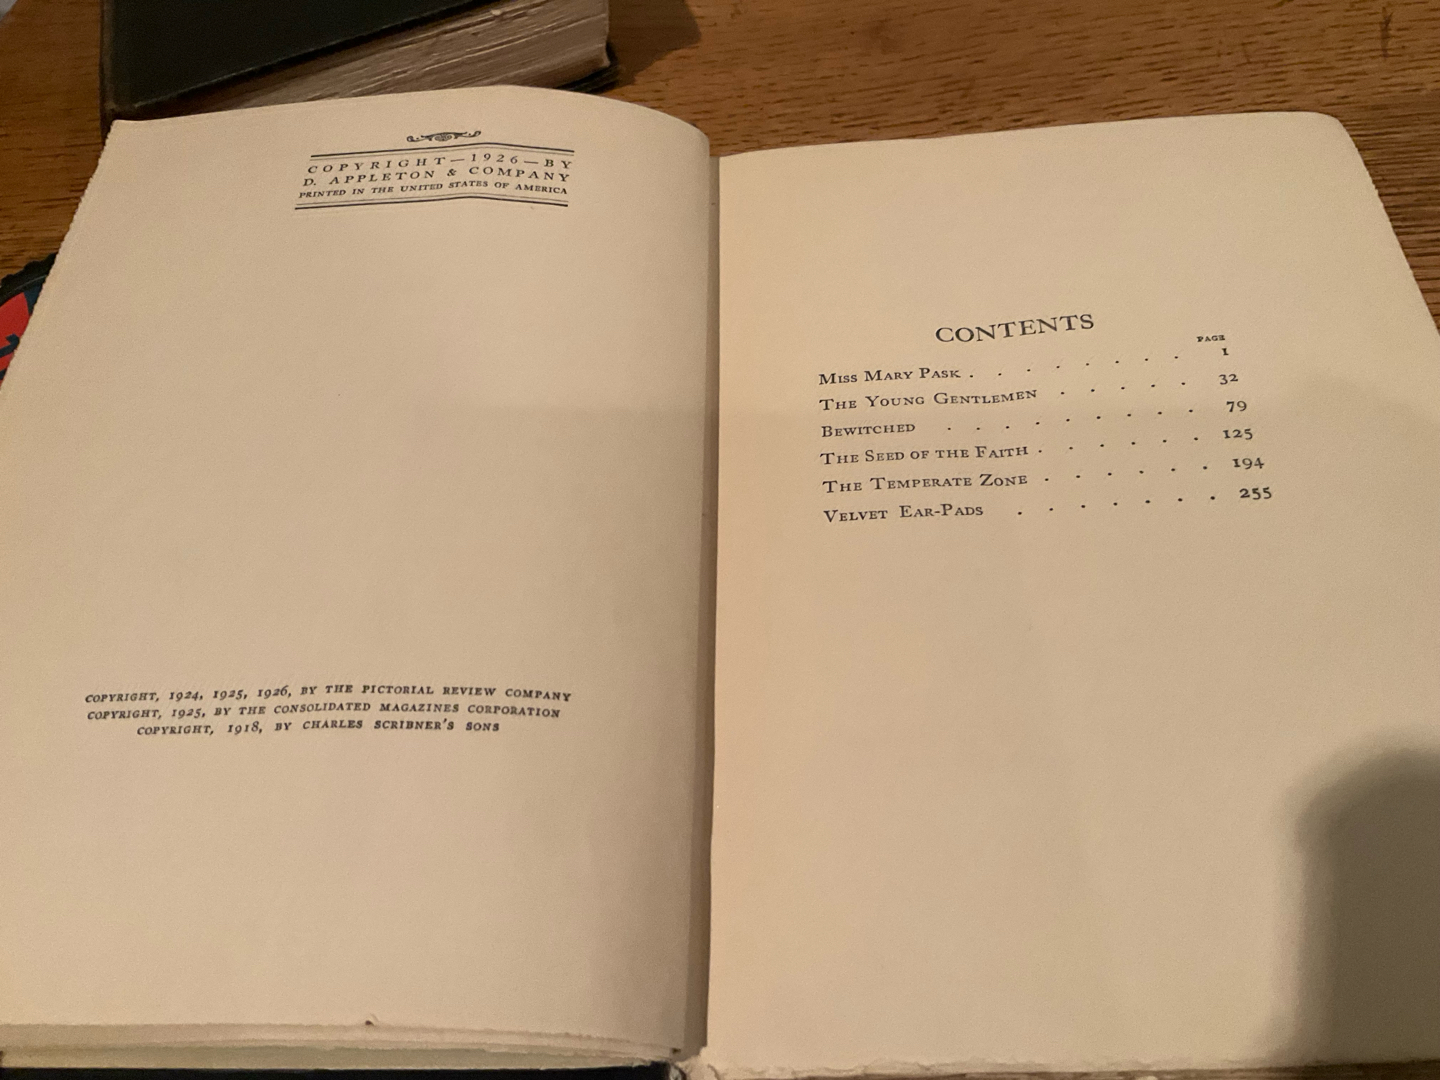 COPYRIGHT—1926—BY
D. APPLETON & COMPANY
PRINTED IN THE UNITED STATES OF AMERICA
COPYRIGHT, 1924, 1925, 1926, BY THE PICTORIAL REVIEW COMPANY
COPYRIGHT, 1925, BY THE CONSOLIDATED MAGAZINES CORPORATION
COPYRIGHT, 1918, BY CHARLES SCRIBNER'S SONS
CONTENTS
PAGE
Miss Mary Pask . . . . . . . . 1
The Young Gentlemen . . . . . 32
Bewitched . . . . . . . . . 79
The Seed of the Faith . . . . . . 125
The Temperate Zone . . . . . . 194
Velvet Ear-Pads . . . . . . . 255